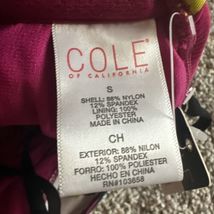 COLE
OF CALIFORNIA
S
SHELL: 88% NYLON
12% SPANDEX
LINING: 100%
POLYESTER
MADE IN CHINA
CH
EXTERIOR: 88% NILON
12% SPANDEX
FORRO: 100% POLIESTER
HECHO EN CHINA
RN#103658